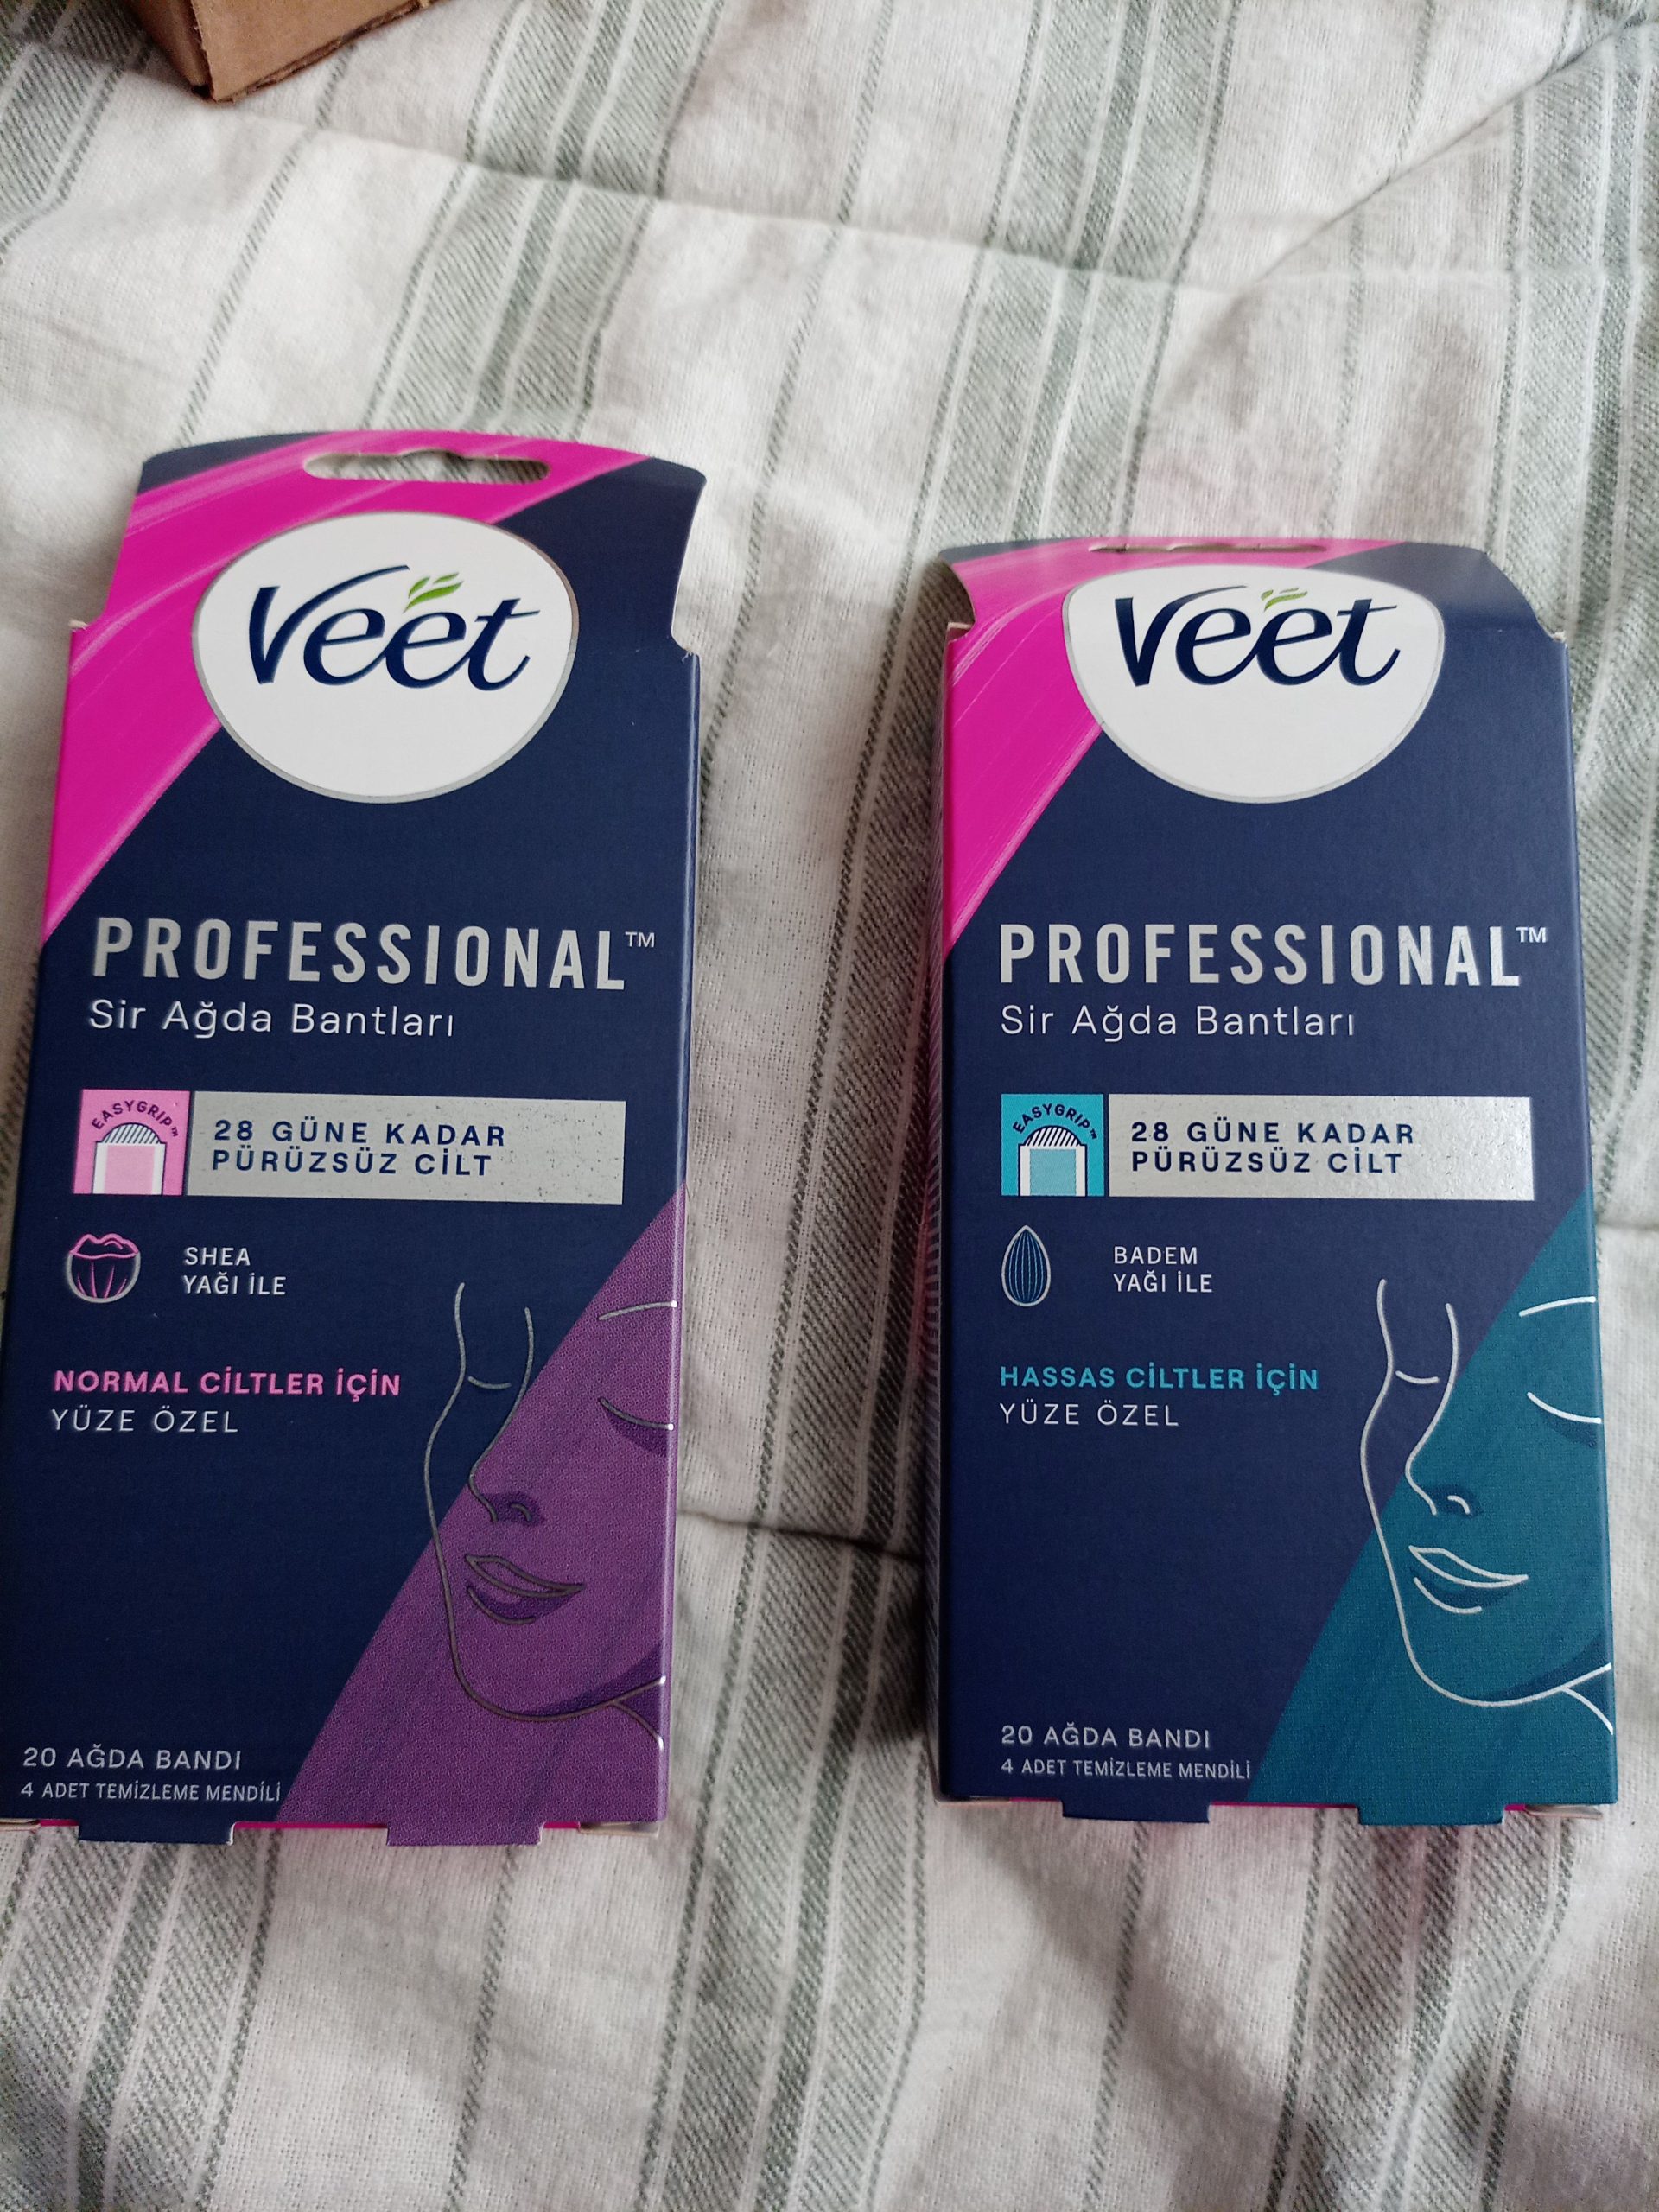 Veet
PROFESSIONAL™
Sir Ağda Bantları
EASYGRIP™
28 GÜNE KADAR
PÜRÜZSÜZ CİLT
SHEA
YAĞI İLE
NORMAL CİLTLER İÇİN
YÜZE ÖZEL
20 AĞDA BANDI
4 ADET TEMİZLEME MENDİLİ
Veet
PROFESSIONAL™
Sir Ağda Bantları
EASYGRIP™
28 GÜNE KADAR
PÜRÜZSÜZ CİLT
BADEM
YAĞI İLE
HASSAS CİLTLER İÇİN
YÜZE ÖZEL
20 AĞDA BANDI
4 ADET TEMİZLEME MENDİLİ